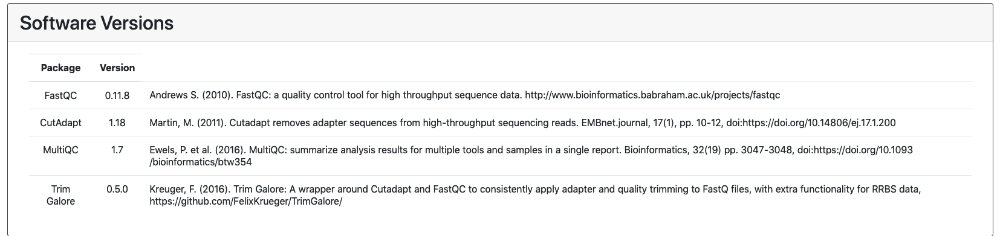 Software Versions
Package Version
FastQC 0.11.8 Andrews S. (2010). FastQC: a quality control tool for high throughput sequence data. http://www.bioinformatics.babraham.ac.uk/projects/fastqc
CutAdapt 1.18 Martin, M. (2011). Cutadapt removes adapter sequences from high-throughput sequencing reads. EMBnet.journal, 17(1), pp. 10-12, doi:https://doi.org/10.14806/ej.17.1.200
MultiQC 1.7 Ewels, P. et al. (2016). MultiQC: summarize analysis results for multiple tools and samples in a single report. Bioinformatics, 32(19) pp. 3047-3048, doi:https://doi.org/10.1093
/bioinformatics/btw354
Trim 0.5.0 Kreuger, F. (2016). Trim Galore: A wrapper around Cutadapt and FastQC to consistently apply adapter and quality trimming to FastQ files, with extra functionality for RRBS data,
Galore https://github.com/FelixKrueger/TrimGalore/